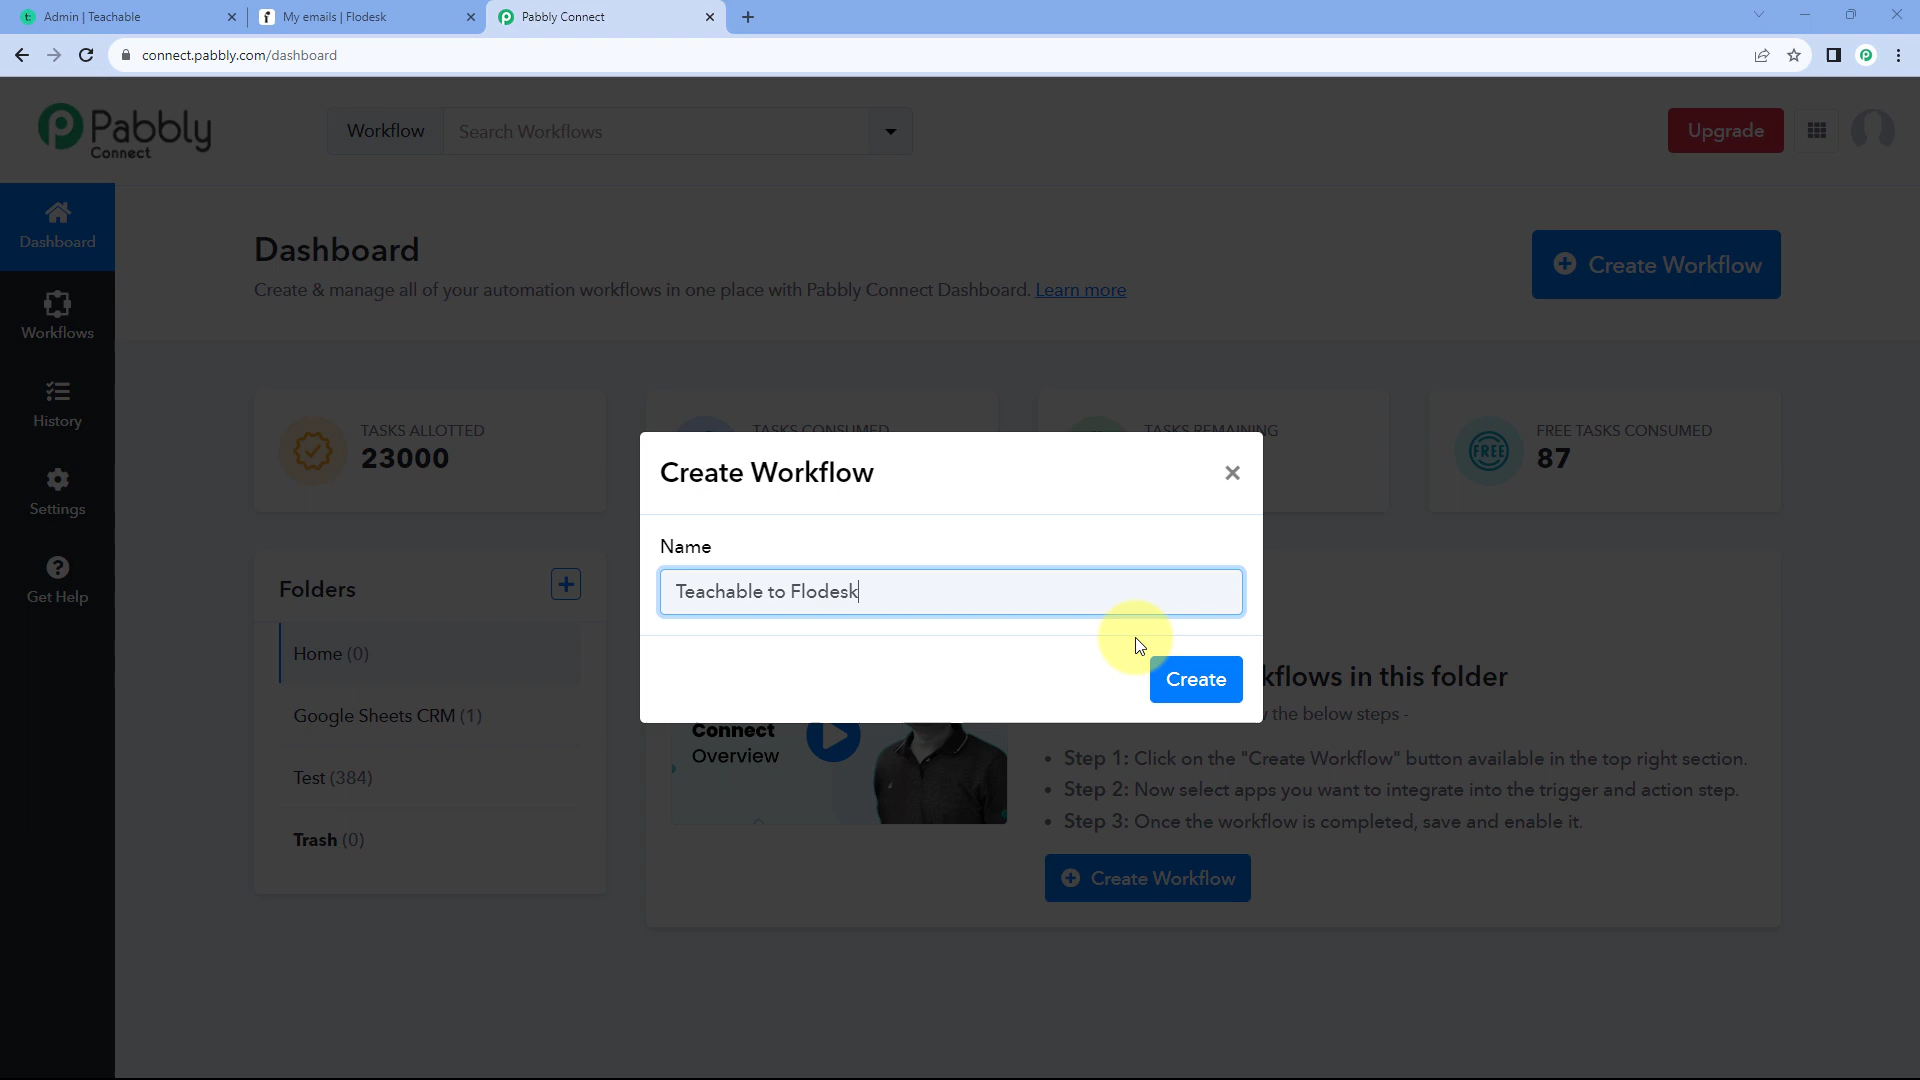 Admin | Teachable
My emails | Flodesk
Pabbly Connect
connect.pabbly.com/dashboard
Pabbly
Connect
Workflow
Search Workflows
Upgrade
Dashboard
Workflows
History
Settings
Get Help
Dashboard
Create & manage all of your automation workflows in one place with Pabbly Connect Dashboard. Learn more
Create Workflow
TASKS ALLOTTED
23000
TASKS CONSUMED
TASKS REMAINING
FREE
FREE TASKS CONSUMED
87
Create Workflow
Name
Teachable to Flodesk
Create
Folders
Home (0)
Google Sheets CRM (1)
Test (384)
Trash (0)
Connect
Overview
in this folder
the below steps -
Step 1: Click on the "Create Workflow" button available in the top right section.
Step 2: Now select apps you want to integrate into the trigger and action step.
Step 3: Once the workflow is completed, save and enable it.
Create Workflow